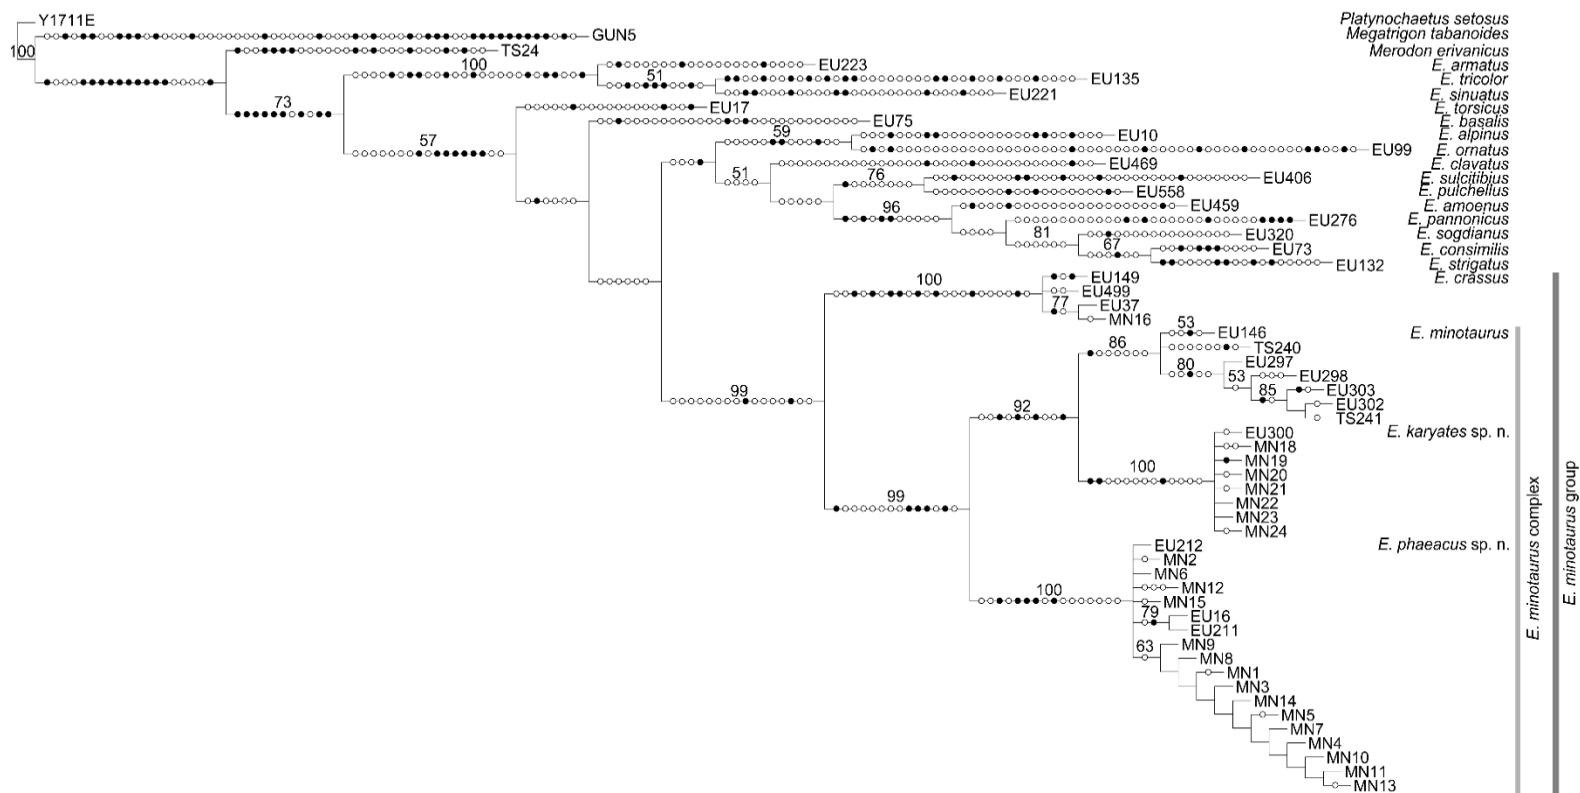 Y1711E Platynochaetus setosus
GUN5 Megatrigon tabanoides
100
TS24 Merodon erivanicus
100 EU223 E. armatus
51 EU135 E. tricolor
EU221 E. sinuatus
73 EU17 E. torsicus
EU75 E. basalis
57 59 EU10 E. alpinus
EU99 E. ornatus
51 EU469 E. clavatus
76 EU406 E. sulcitibius
EU558 E. pulchellus
96 EU459 E. amoenus
EU276 E. pannonicus
81 EU320 E. sogdianus
67 EU73 E. consimilis
EU132 E. strigatus
100 EU149 E. crassus
EU499
77 EU37
MN16
53 EU146 E. minotaurus
86 TS240
80 EU297
53 EU298
99 85 EU303
EU302
TS241
92 EU300 E. karyates sp. n.
MN18
MN19
100 MN20
MN21
MN22
99 MN23
MN24
EU212 E. phaeacus sp. n.
MN2
MN6
100 MN12
MN15
79 EU16
EU211
63 MN9
MN8
MN1
MN3
MN14
MN5
MN7
MN4
MN10
MN11
MN13
E. minotaurus complex
E. minotaurus group